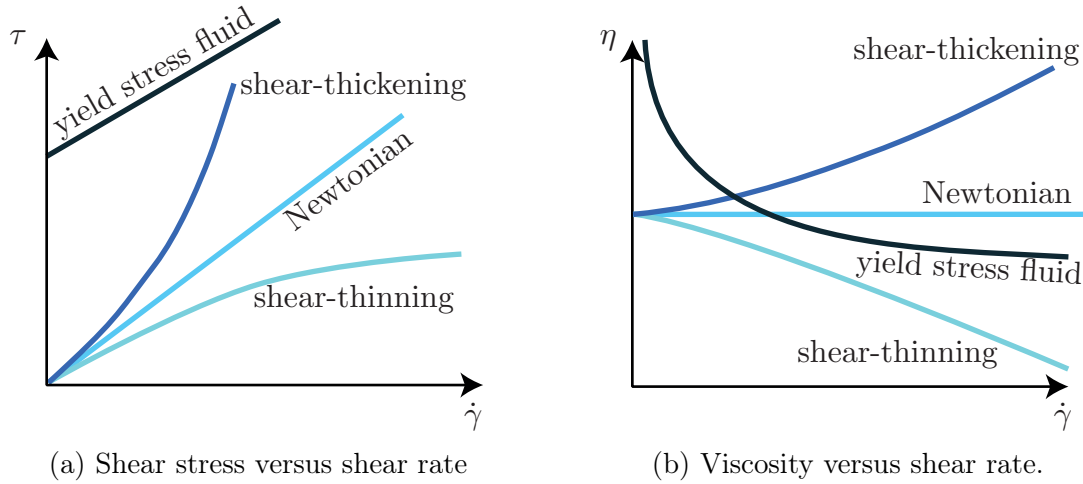 τ
yield stress fluid
shear-thickening
Newtonian
shear-thinning
γ̇
(a) Shear stress versus shear rate
η
shear-thickening
Newtonian
yield stress fluid
shear-thinning
γ̇
(b) Viscosity versus shear rate.